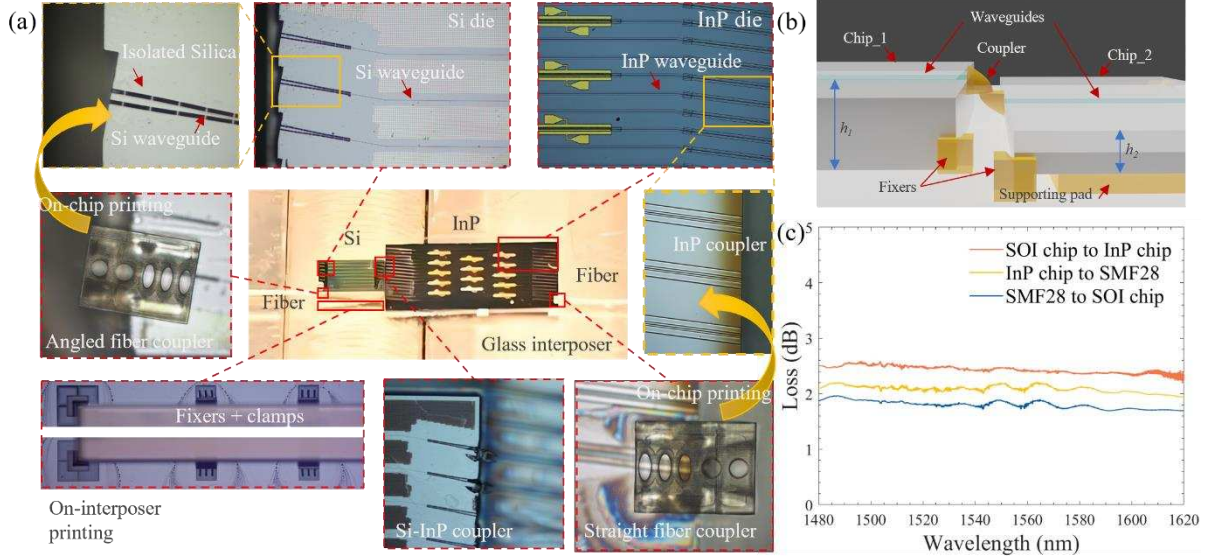 (a)
Isolated Silica
Si waveguide
Si die
Si waveguide
InP die
InP waveguide
On-chip printing
Angled fiber coupler
Si
InP
Fiber
Fiber
Glass interposer
InP coupler
Fixers + clamps
On-interposer
printing
Si-InP coupler
On-chip printing
Straight fiber coupler
(b)
Waveguides
Chip_1
Coupler
Chip_2
h1
h2
Fixers
Supporting pad
(c)
5
4
3
2
1
0
Loss (dB)
SOI chip to InP chip
InP chip to SMF28
SMF28 to SOI chip
1480
1500
1520
1540
1560
1580
1600
1620
Wavelength (nm)